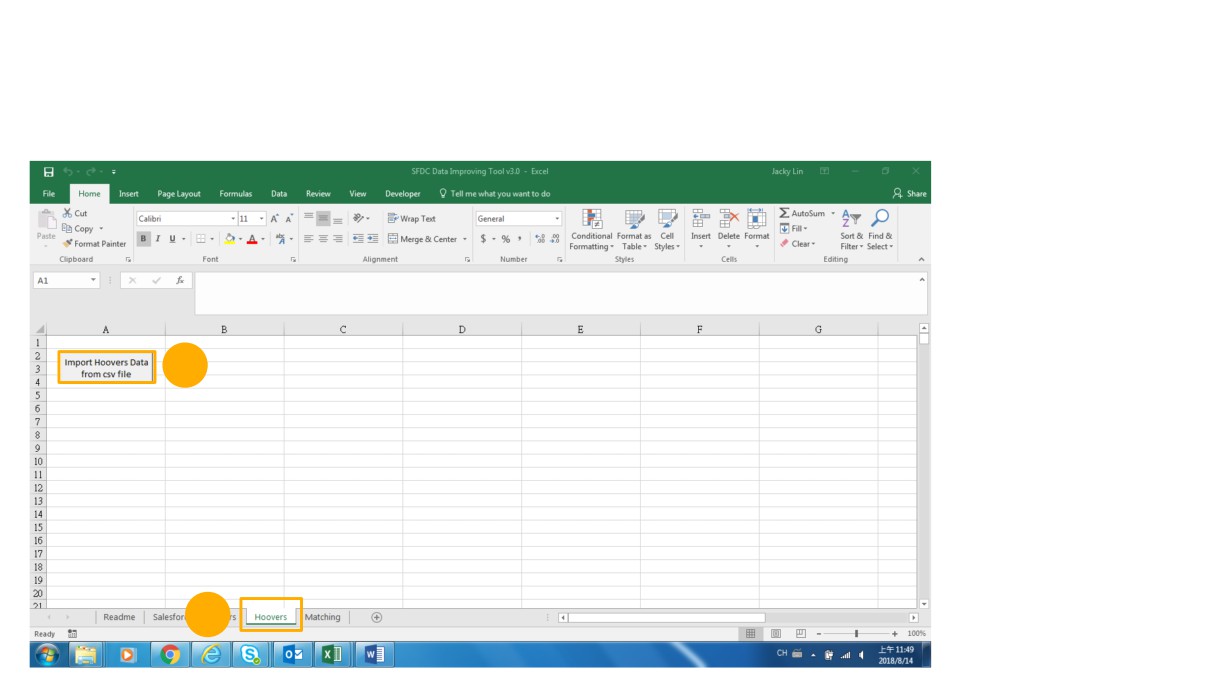 SFDC Data Improving Tool v3.0 - Excel
Jacky Lin
File Home Insert Page Layout Formulas Data Review View Developer Tell me what you want to do Share
Cut
Copy
Format Painter
Paste
Clipboard
Calibri 11
B I U
Font
Wrap Text
Merge & Center
Alignment
General
$ % ,
Number
Conditional Formatting
Format as Table
Cell Styles
Styles
Insert Delete Format
Cells
AutoSum
Fill
Clear
Sort & Filter
Find & Select
Editing
A1
fx
A B C D E F G
1
2
3
4
5
6
7
8
9
10
11
12
13
14
15
16
17
18
19
20
21
Import Hoovers Data
from csv file
Readme Hoovers Matching
Ready 100%
CH 上午 11:49
2018/8/14